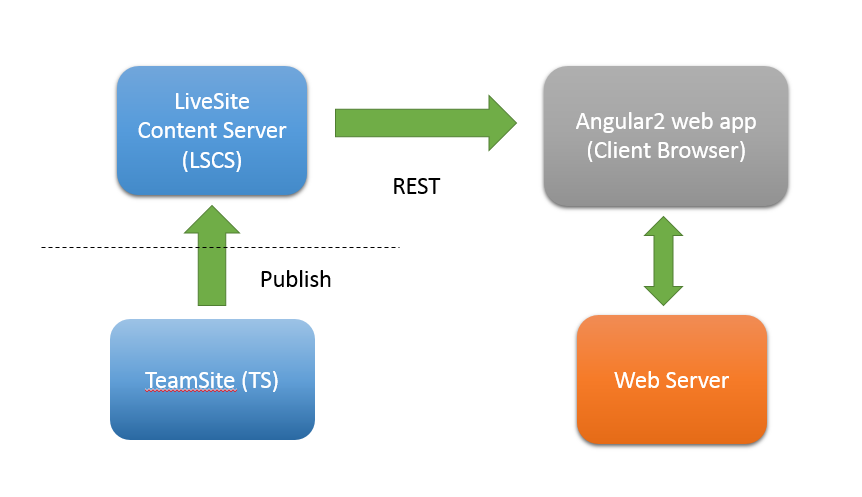 LiveSite
Content Server
(LSCS)
Angular2 web app
(Client Browser)
REST
Publish
TeamSite (TS)
Web Server